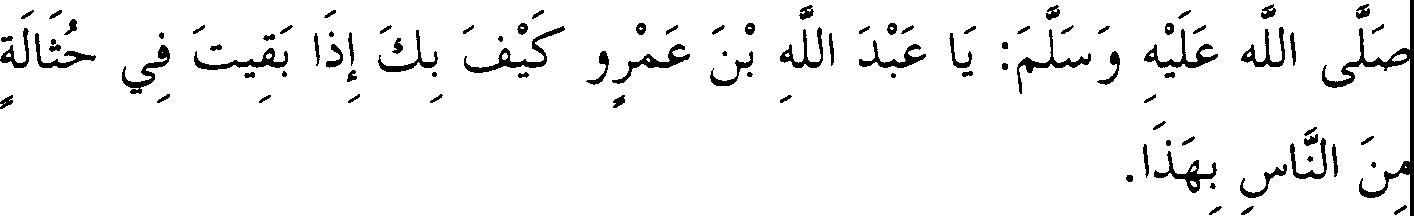 صَلَّى اللَّه عَلَيْهِ وَسَلَّمَ: يَا عَبْدَ اللَّهِ بْنَ عَمْرٍو كَيْفَ بِكَ إِذَا بَقِيتَ فِي حُثَالَةٍ
مِنَ النَّاسِ بِهَذَا.